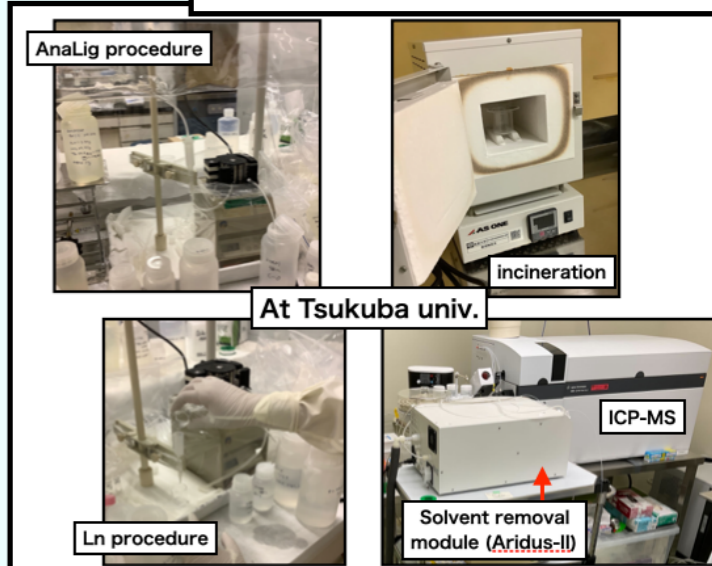 AnaLig procedure
AS ONE
incineration
At Tsukuba univ.
ICP-MS
Ln procedure
Solvent removal
module (Aridus-II)